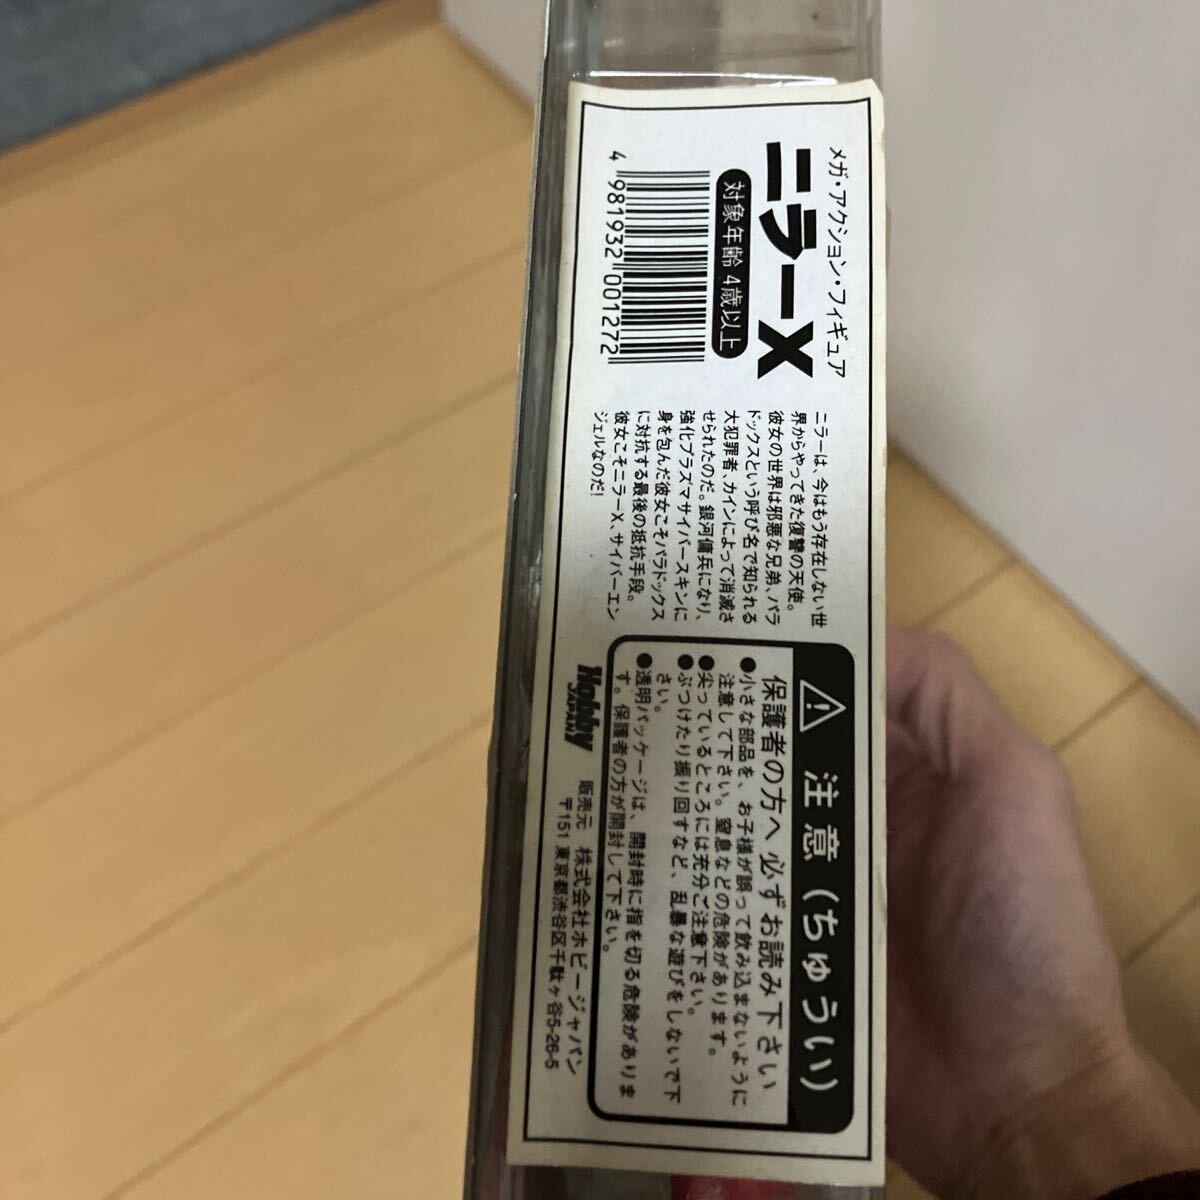 メガ・アクション・フィギュア
ニラーX
対象年齢 4歳以上
4 981932 001272
ニラーは、今はもう存在しない世
界からやってきた復讐の天使。
彼女の世界は邪悪な兄弟、パラ
ドックスという呼び名で知られる
大犯罪者、カインによって消滅さ
せられたのだ。銀河傭兵になり、
強化プラズマサイバースキンに
身を包んだ彼女こそパラドックス
に対抗する最後の抵抗手段。
彼女こそニラーX、サイバーエン
ジェルなのだ!
注意(ちゅうい)
保護者の方へ 必ずお読み下さい
●小さな部品を、お子様が誤って飲み込まないように
注意して下さい。窒息などの危険があります。
●尖っているところには充分ご注意下さい。
●ぶつけたり振り回すなど、乱暴な遊びをしないで下
さい。
●透明パッケージは、開封時に指を切る危険がありま
す。保護者の方が開封して下さい。
Hobby
JAPAN
販売元 株式会社ホビージャパン
〒151 東京都渋谷区千駄ヶ谷5-26-5